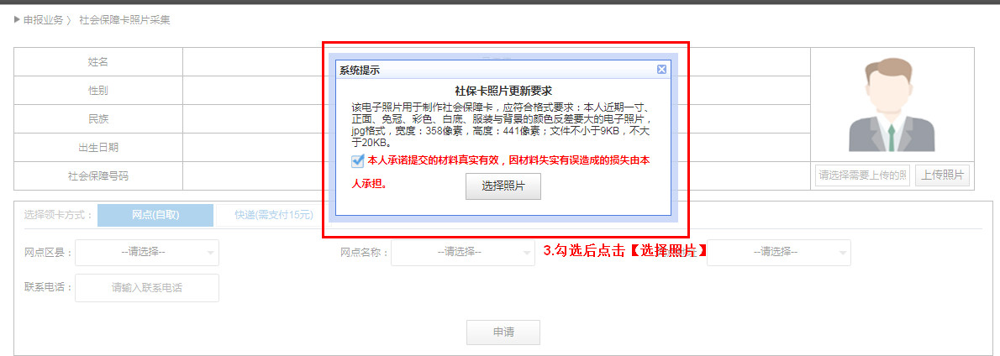 申报业务 〉 社会保障卡照片采集
姓名
性别
民族
出生日期
社会保障号码
系统提示
社保卡照片更新要求
该电子照片用于制作社会保障卡，应符合格式要求：本人近期一寸、
正面、免冠、彩色、白底、服装与背景的颜色反差要大的电子照片，
jpg格式，宽度：358像素，高度：441像素；文件不小于9KB，不大
于20KB。
本人承诺提交的材料真实有效，因材料失实有误造成的损失由本
人承担。
选择照片
请选择需要上传的照 上传照片
选择领卡方式： 网点(自取) 快递(需支付15元)
网点区县： --请选择-- 网点名称： --请选择-- 3.勾选后点击【选择照片】 --请选择--
联系电话： 请输入联系电话
申请